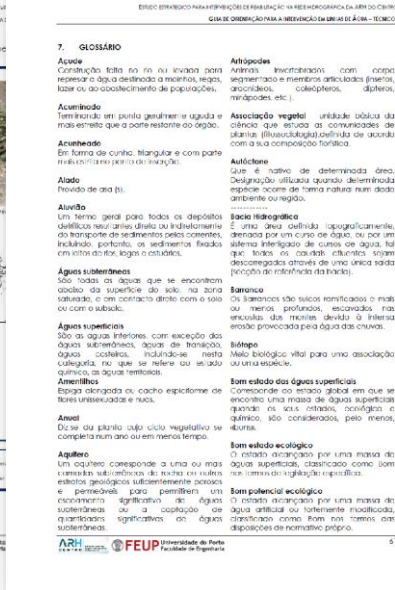 ESTUDO ESTRATÉGICO PARA INTERVENÇÕES DE REABILITAÇÃO NA REDE HIDROGRÁFICA DA ARH DO CENTRO
GUIA DE ORIENTAÇÃO PARA A INTERVENÇÃO EM LINHAS DE ÁGUA – TÉCNICO
7. GLOSSÁRIO
Açude
Construção feita no rio ou levada para
represar a água destinada a moinhos, regas,
lazer ou ao abastecimento de populações.
Acuminado
Terminando em ponta geralmente aguda e
mais estreita que a parte restante do órgão.
Acunheado
Em forma de cunha, triangular e com parte
mais estrita no ponto de inserção.
Alado
Provido de asa (s).
Aluvião
Um termo geral para todos os depósitos
detríticos resultantes direta ou indiretamente
do transporte de sedimentos pelas correntes,
incluindo, portanto, os sedimentos fixados
em leitos de rios, lagos e estuários.
Águas subterrâneas
São todas as águas que se encontram
abaixo da superfície do solo, na zona
saturada, e em contacto direto com o solo
ou com o subsolo.
Águas superficiais
São as águas interiores, com exceção das
águas subterrâneas, águas de transição,
águas costeiras, incluindo-se nesta
categoria, no que se refere ao estado
químico, as águas territoriais.
Amentilhos
Espiga alongada ou cacho espiciforme de
flores unissexuadas e nuas.
Anual
Diz-se da planta cujo ciclo vegetativo se
completa num ano ou em menos tempo.
Aquífero
Um aquífero corresponde a uma ou mais
camadas subterrâneas de rocha ou outros
estratos geológicos suficientemente porosos
e permeáveis para permitirem um
escoamento significativo de águas
subterrâneas ou a captação de
quantidades significativas de águas
subterrâneas.
Artrópodes
Animais invertebrados com corpo
segmentado e membros articulados (insetos,
aracnídeos, coleópteros, dípteros,
miriápodes, etc.).
Associação vegetal unidade básica da
ciência que estuda as comunidades de
plantas (fitussociologia),definida de acordo
com a sua composição florística.
Autóctone
Que é nativo de determinada área.
Designação utilizada quando determinada
espécie ocorre de forma natural num dado
ambiente ou região.
Bacia Hidrográfica
É uma área definida topograficamente,
drenada por um curso de água, ou por um
sistema interligado de cursos de água, tal
que todos os caudais efluentes sejam
descarregados através de uma única saída
(secção de referência da bacia).
Barranco
Os Barrancos são sulcos ramificados e mais
ou menos profundos, escavados nas
encostas dos montes devido à intensa
erosão provocada pela água das chuvas.
Biótopo
Meio biológico vital para uma associação
ou uma espécie.
Bom estado das águas superficiais
Corresponde ao estado global em que se
encontra uma massa de águas superficiais
quando os seus estados, ecológico e
químico, são considerados, pelo menos,
«bons».
Bom estado ecológico
O estado alcançado por uma massa de
águas superficiais, classificado como Bom
nos termos de legislação específica.
Bom potencial ecológico
O estado alcançado por uma massa de
água artificial ou fortemente modificada,
classificado como Bom nos termos das
disposições de normativo próprio.
ARH CENTRO FEUP Universidade do Porto
Faculdade de Engenharia